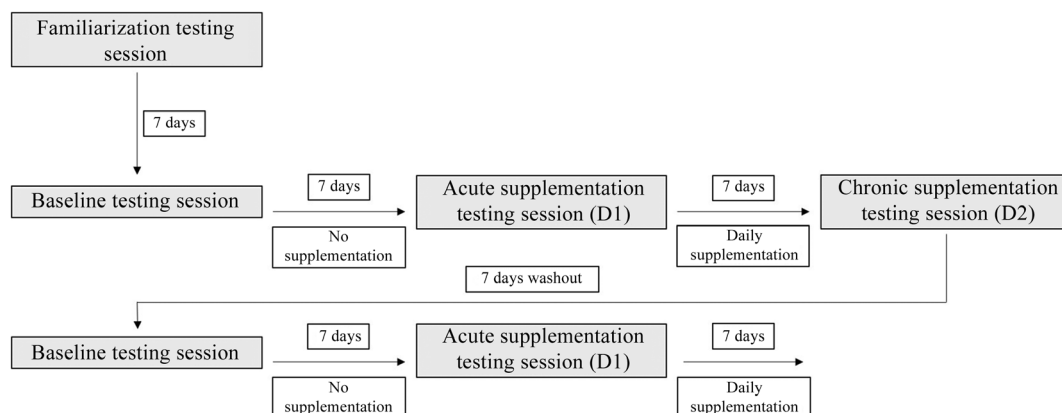 Familiarization testing
session
7 days
Baseline testing session
7 days
No
supplementation
Acute supplementation
testing session (D1)
7 days
Daily
supplementation
Chronic supplementation
testing session (D2)
7 days washout
Baseline testing session
7 days
No
supplementation
Acute supplementation
testing session (D1)
7 days
Daily
supplementation